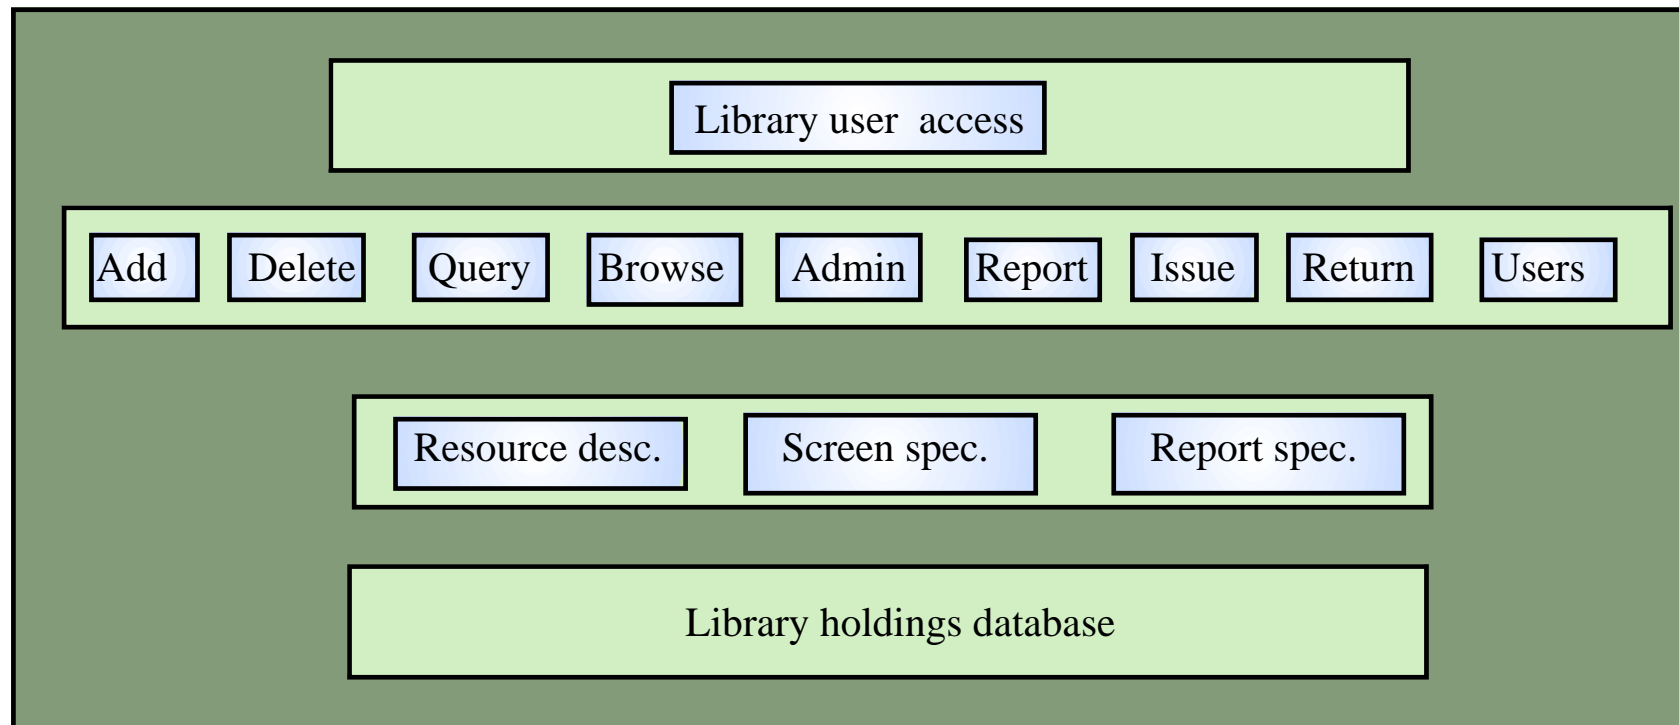 Library user access
Add Delete Query Browse Admin Report Issue Return Users
Resource desc. Screen spec. Report spec.
Library holdings database